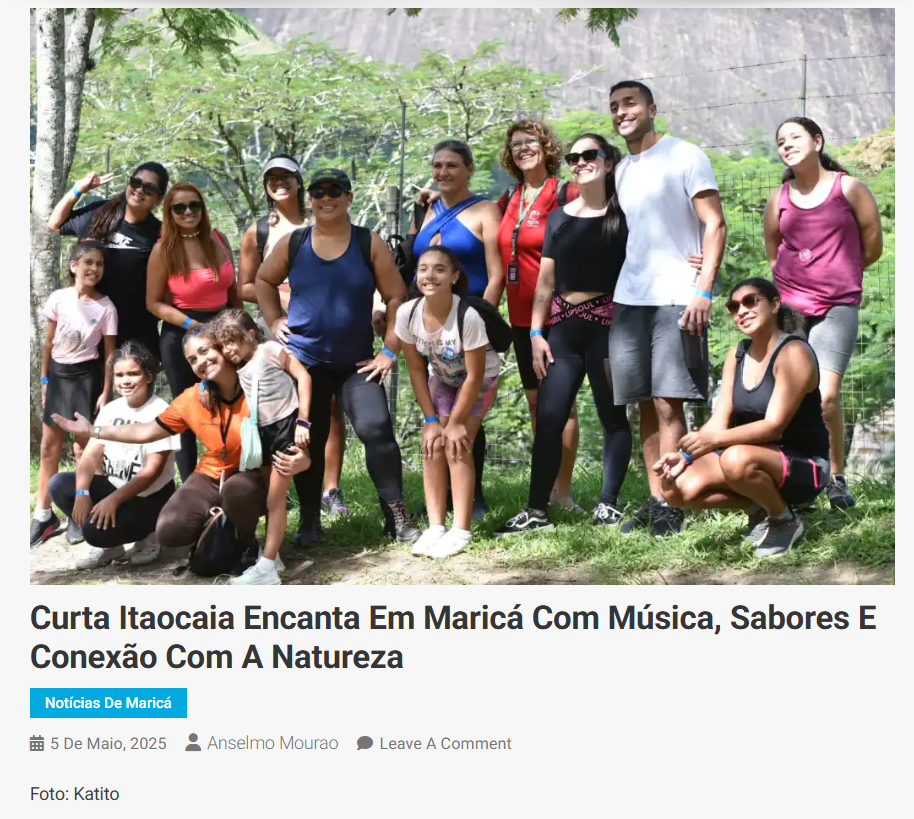 LIPSOUL
Curta Itaocaia Encanta Em Maricá Com Música, Sabores E
Conexão Com A Natureza
Notícias De Maricá
5 De Maio, 2025 Anselmo Mourao Leave A Comment
Foto: Katito